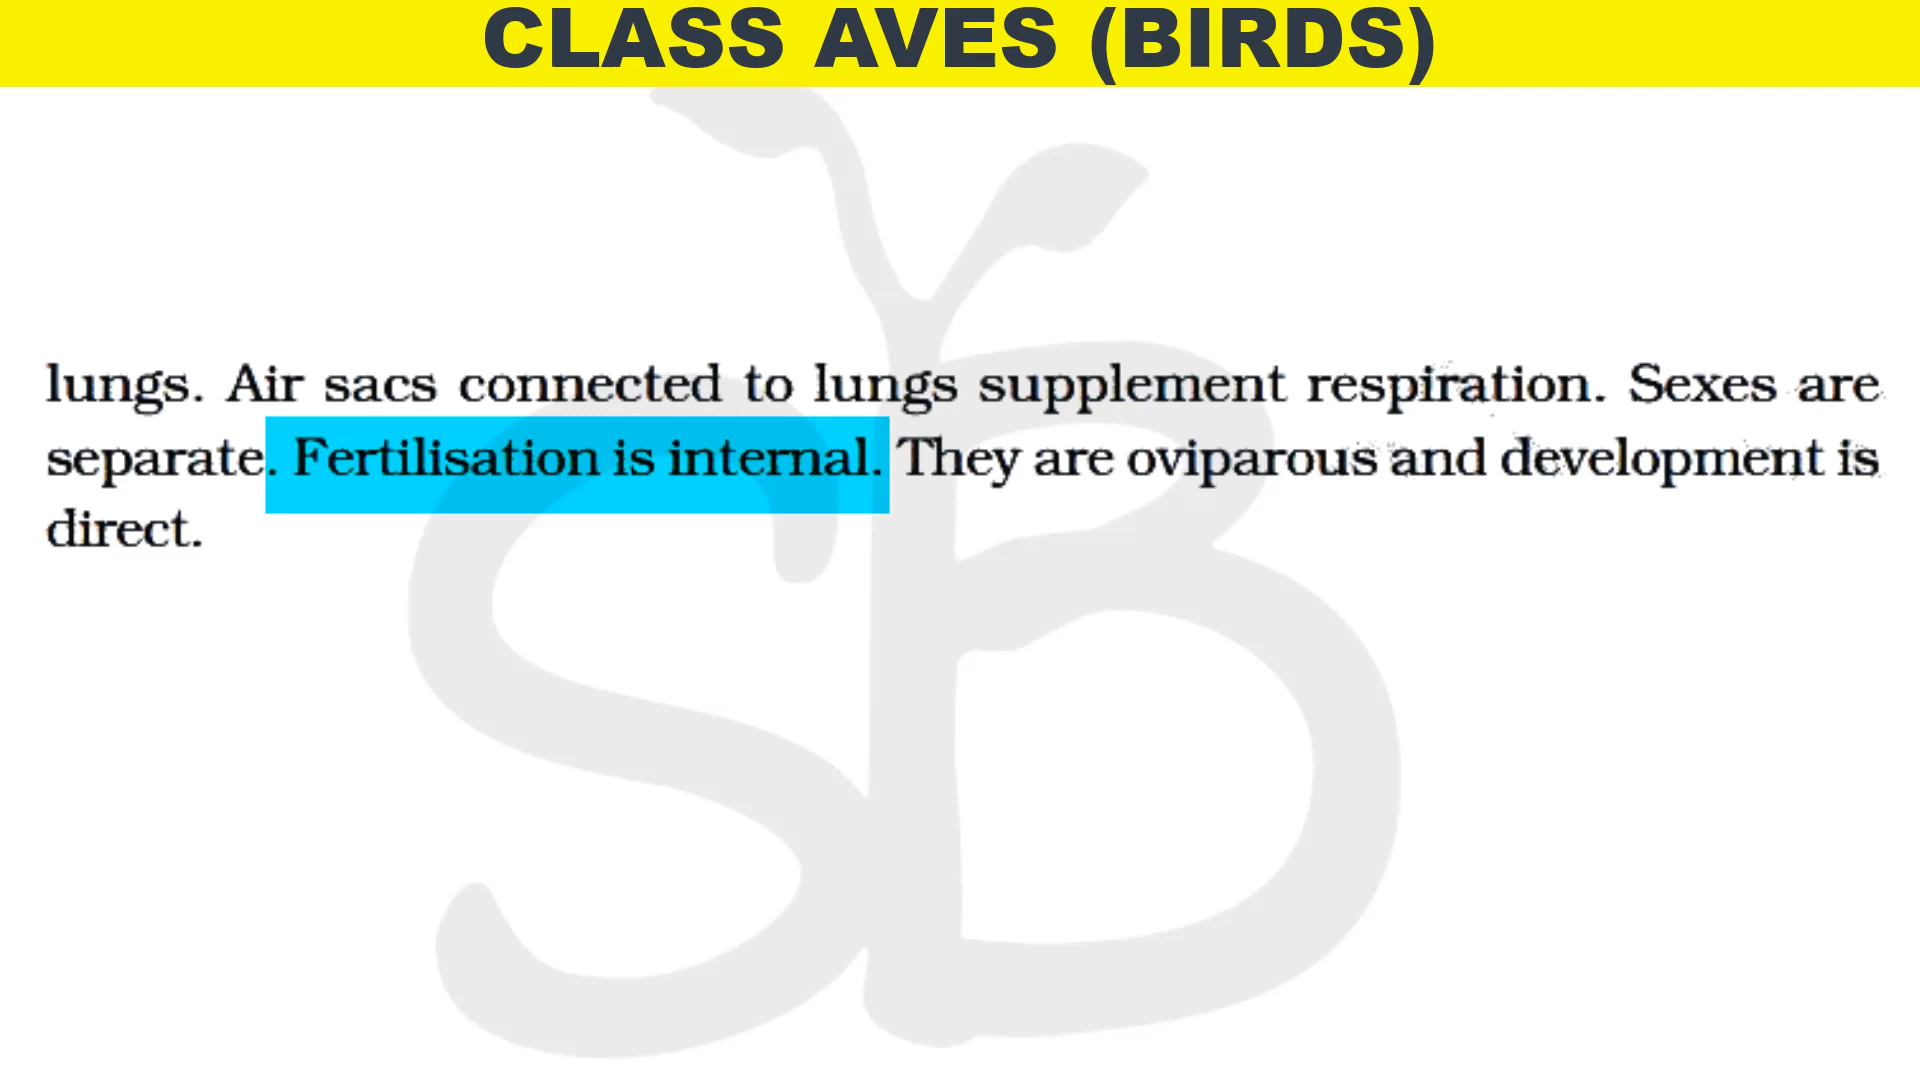 CLASS AVES (BIRDS)
lungs. Air sacs connected to lungs supplement respiration. Sexes are
separate. Fertilisation is internal. They are oviparous and development is
direct.
SB